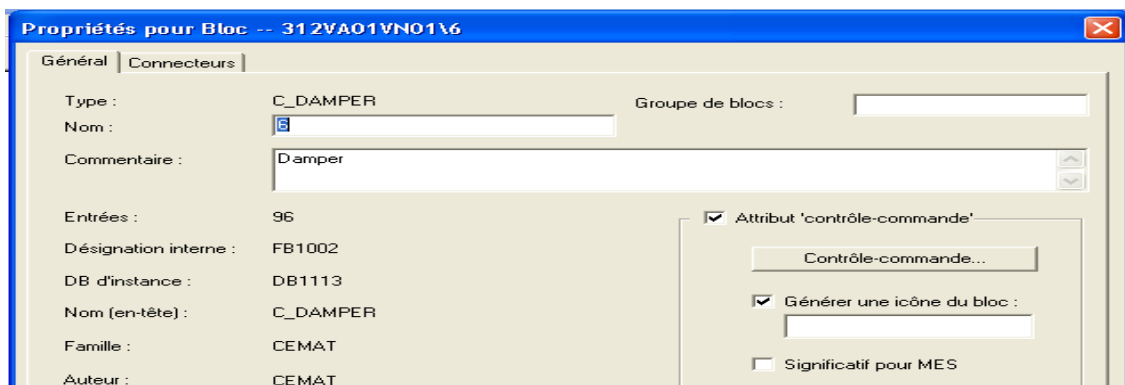 Propriétés pour Bloc -- 312VA01VN01\6
Général Connecteurs
Type : C_DAMPER Groupe de blocs :
Nom : 6
Commentaire : Damper
Entrées : 96 Attribut 'contrôle-commande'
Désignation interne : FB1002 Contrôle-commande...
DB d'instance : DB1113
Générer une icône du bloc :
Nom (en-tête) : C_DAMPER
Famille : CEMAT
Significatif pour MES
Auteur : CEMAT